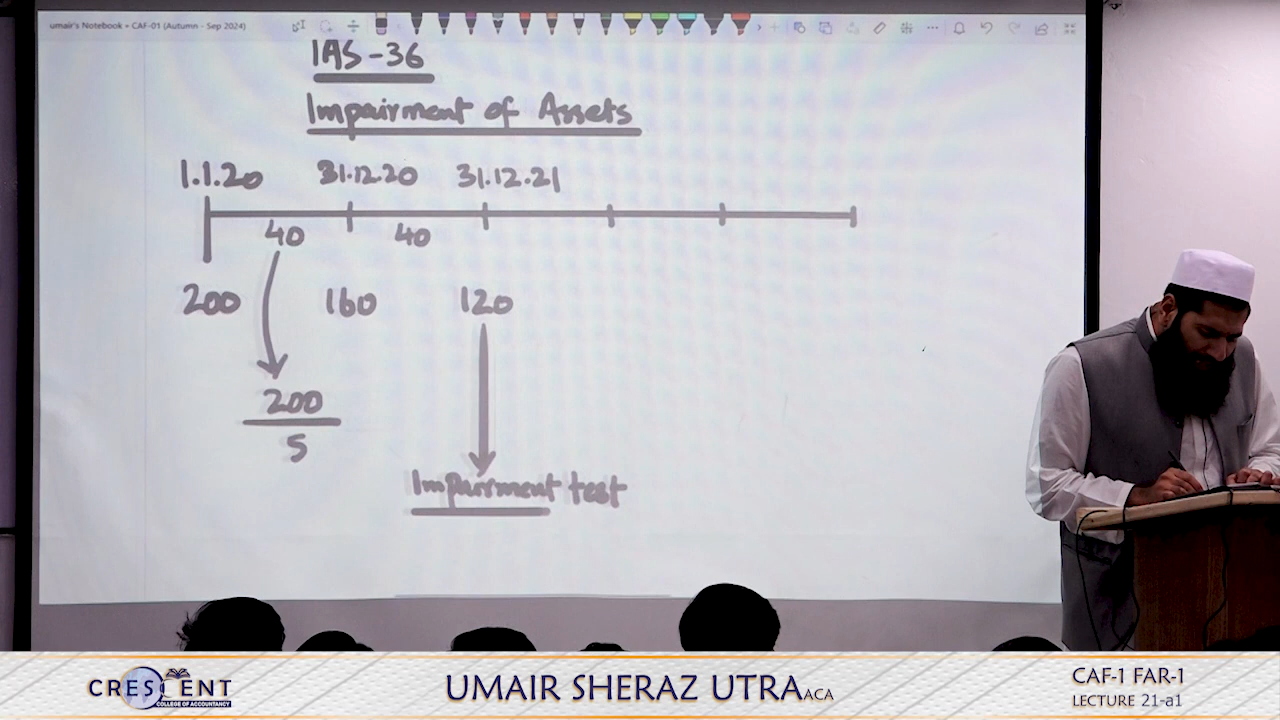 umair's Notebook • CAF-01 (Autumn - Sep 2024)
IAS-36
Impairment of Assets
1.1.20 31.12.20 31.12.21
40 40
200 160 120
200
5
Impairment test
CRESCENT
COLLEGE OF ACCOUNTANCY
UMAIR SHERAZ UTRA ACA
CAF-1 FAR-1
LECTURE 21-a1